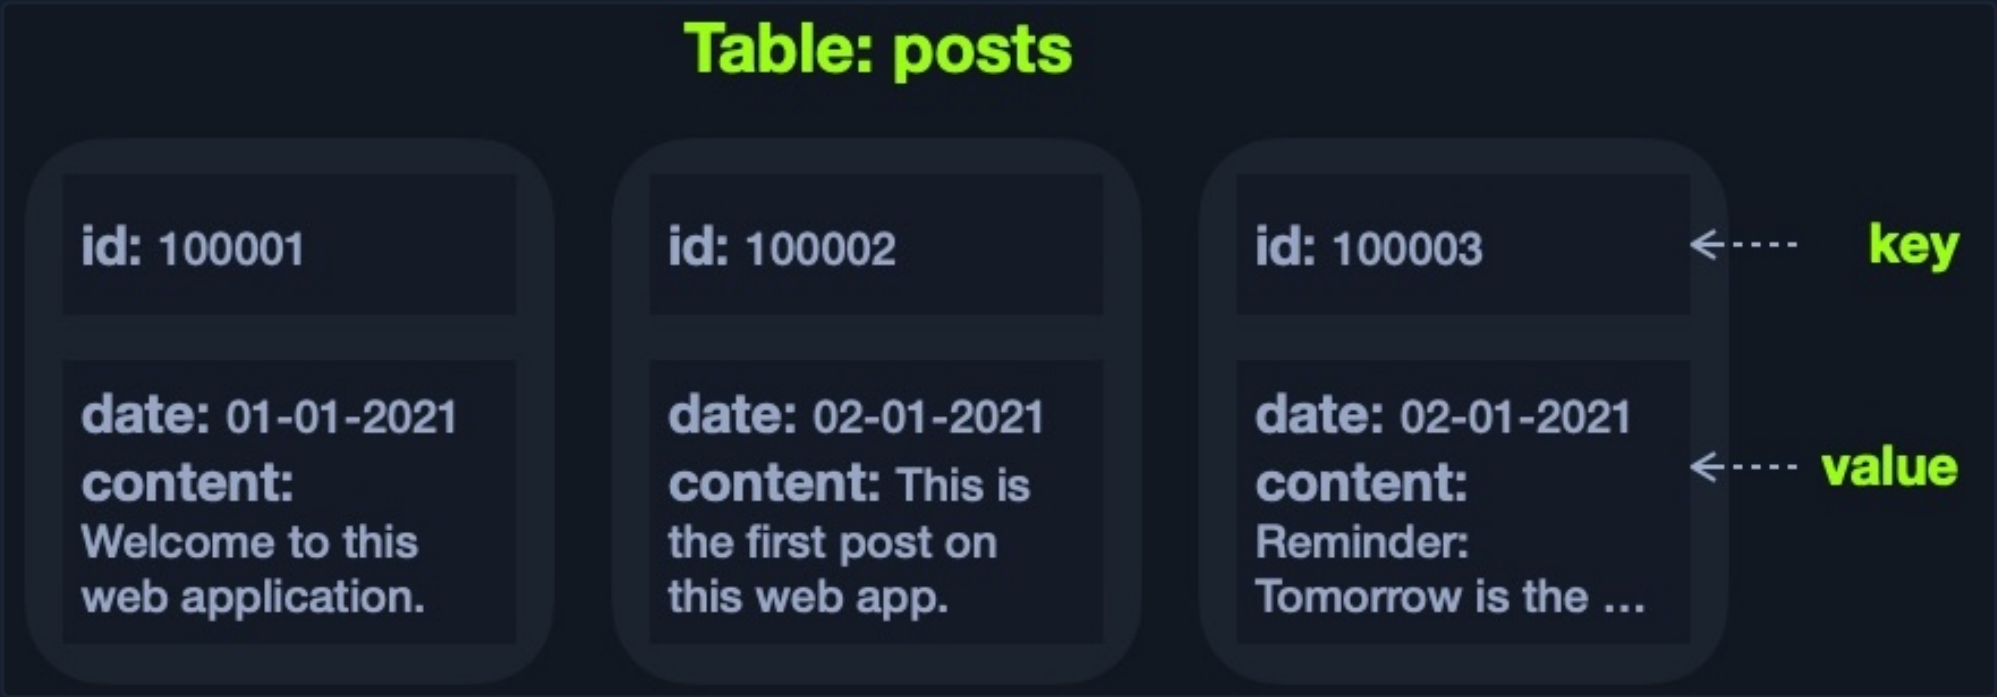 Table: posts
id: 100001
date: 01-01-2021
content:
Welcome to this
web application.
id: 100002
date: 02-01-2021
content: This is
the first post on
this web app.
id: 100003
date: 02-01-2021
content:
Reminder:
Tomorrow is the ...
key
value